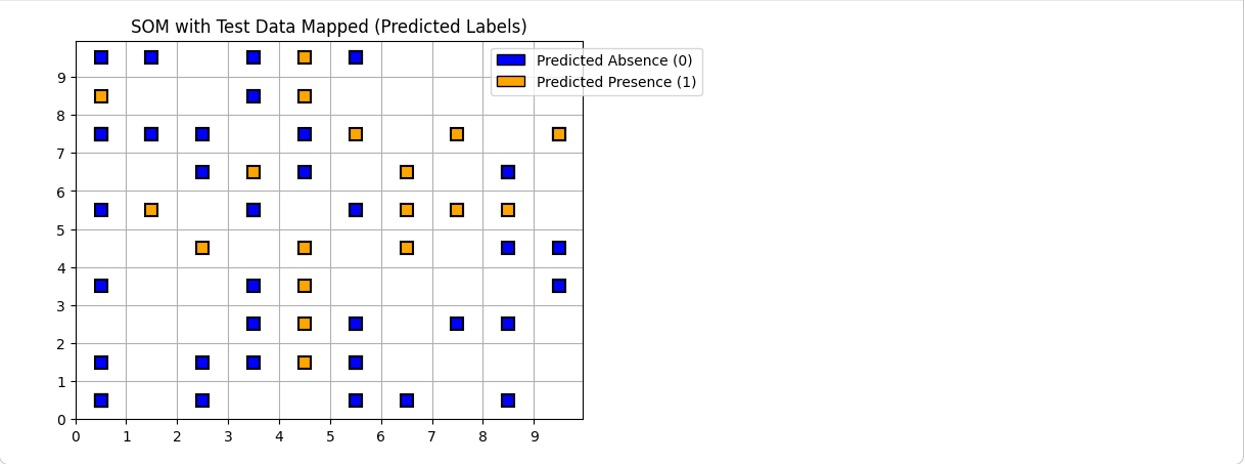 SOM with Test Data Mapped (Predicted Labels)
Predicted Absence (0)
Predicted Presence (1)
9
8
7
6
5
4
3
2
1
0
0 1 2 3 4 5 6 7 8 9